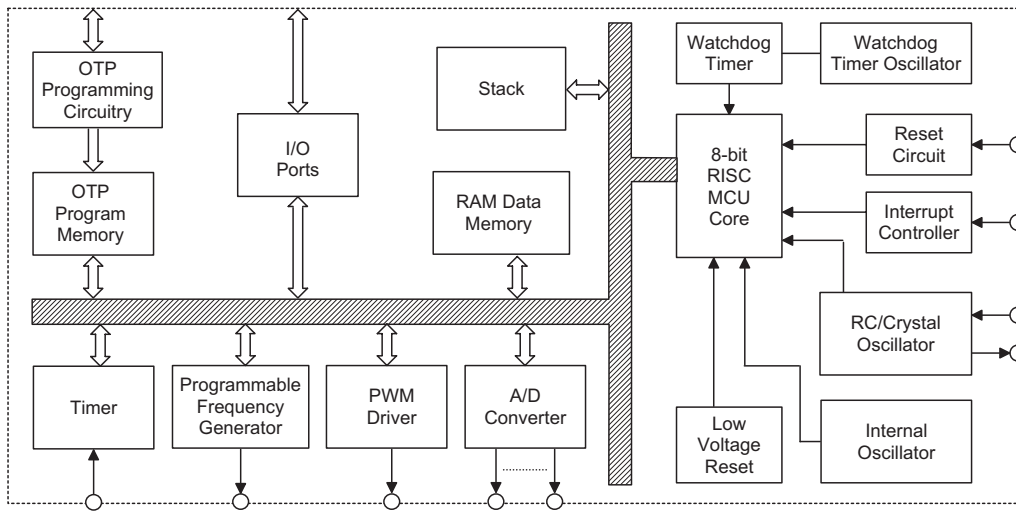 OTP
Programming
Circuitry
OTP
Program
Memory
I/O
Ports
Stack
RAM Data
Memory
Watchdog
Timer
Watchdog
Timer Oscillator
8-bit
RISC
MCU
Core
Reset
Circuit
Interrupt
Controller
RC/Crystal
Oscillator
Timer
Programmable
Frequency
Generator
PWM
Driver
A/D
Converter
Low
Voltage
Reset
Internal
Oscillator